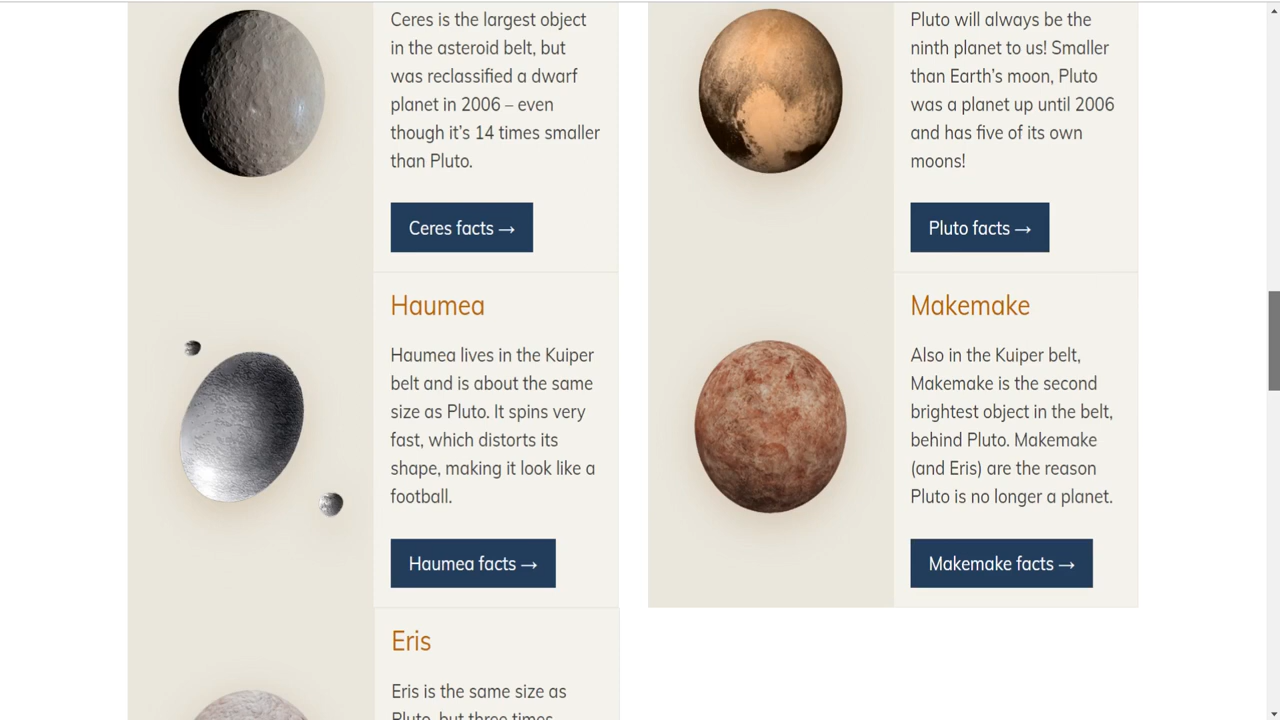 Ceres is the largest object
in the asteroid belt, but
was reclassified a dwarf
planet in 2006 – even
though it’s 14 times smaller
than Pluto.
Ceres facts →
Pluto will always be the
ninth planet to us! Smaller
than Earth’s moon, Pluto
was a planet up until 2006
and has five of its own
moons!
Pluto facts →
Haumea
Haumea lives in the Kuiper
belt and is about the same
size as Pluto. It spins very
fast, which distorts its
shape, making it look like a
football.
Haumea facts →
Makemake
Also in the Kuiper belt,
Makemake is the second
brightest object in the belt,
behind Pluto. Makemake
(and Eris) are the reason
Pluto is no longer a planet.
Makemake facts →
Eris
Eris is the same size as
Pluto, but three times